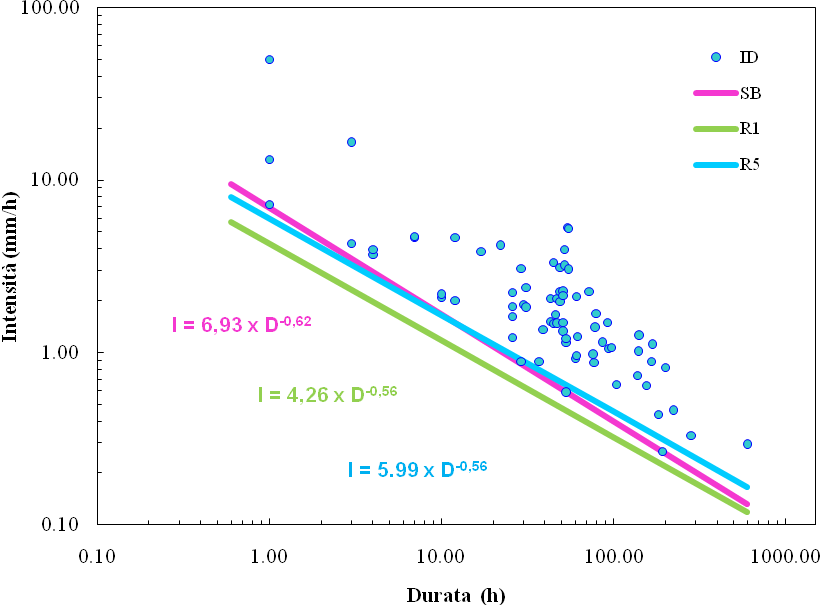 100.00
10.00
1.00
0.10
Intensità (mm/h)
ID
SB
R1
R5
I = 6,93 x D-0,62
I = 4,26 x D-0,56
I = 5.99 x D-0,56
0.10 1.00 10.00 100.00 1000.00
Durata (h)